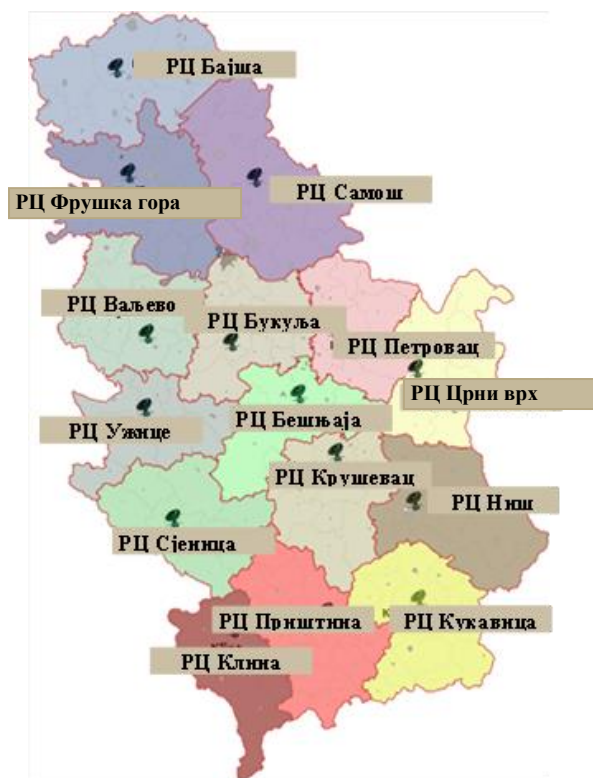 РЦ Бајша
РЦ Самош
РЦ Фрушка гора
РЦ Ваљево
РЦ Букуља
РЦ Петровац
РЦ Црни врх
РЦ Бешњаја
РЦ Ужице
РЦ Крушевац
РЦ Ниш
РЦ Сјеница
РЦ Приштина
РЦ Кукавица
РЦ Клина